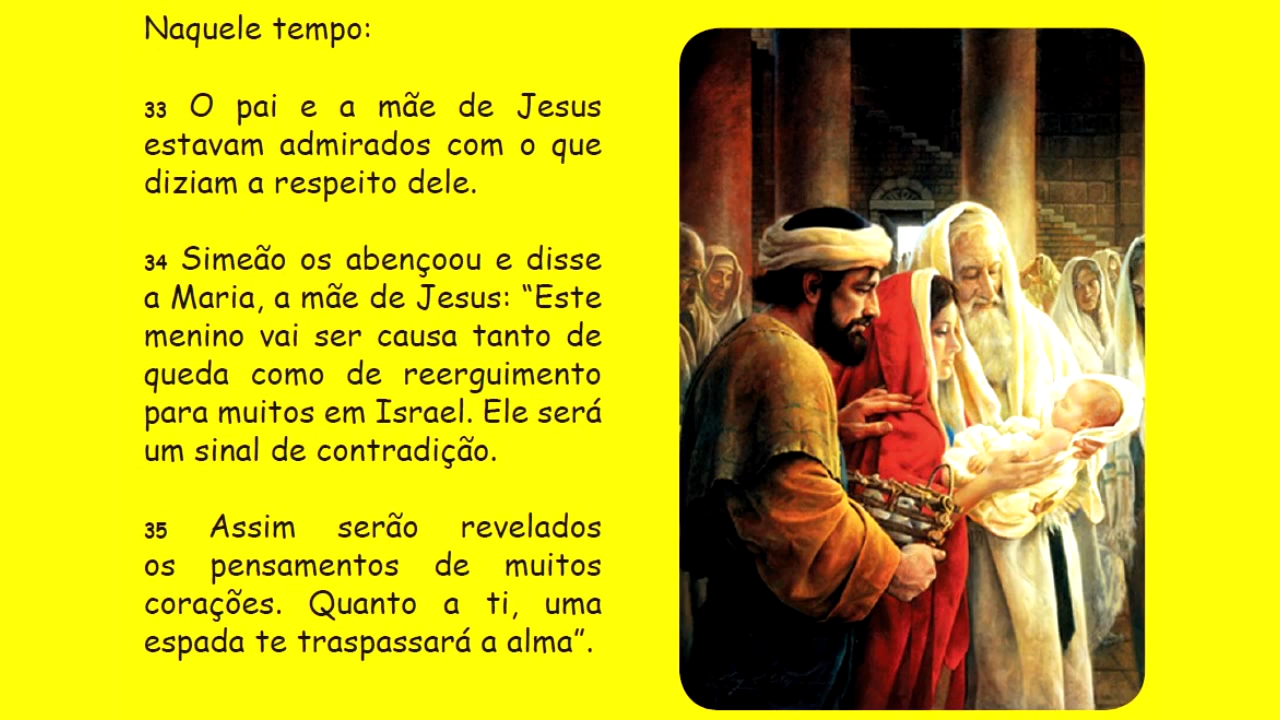 Naquele tempo:
33 O pai e a mãe de Jesus
estavam admirados com o que
diziam a respeito dele.
34 Simeão os abençoou e disse
a Maria, a mãe de Jesus: “Este
menino vai ser causa tanto de
queda como de reerguimento
para muitos em Israel. Ele será
um sinal de contradição.
35 Assim serão revelados
os pensamentos de muitos
corações. Quanto a ti, uma
espada te traspassará a alma”.